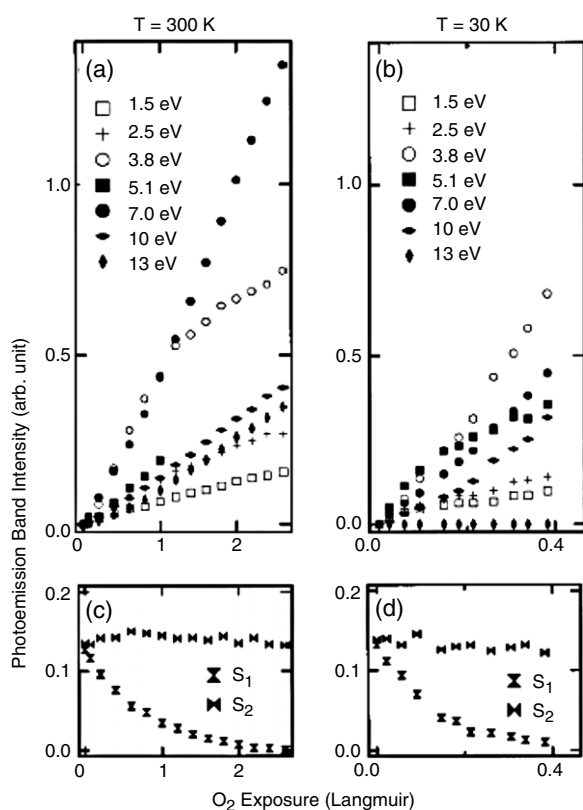 T = 300 K
T = 30 K
(a)
1.5 eV
2.5 eV
3.8 eV
5.1 eV
7.0 eV
10 eV
13 eV
(b)
1.5 eV
2.5 eV
3.8 eV
5.1 eV
7.0 eV
10 eV
13 eV
1.0
0.5
0.0
0 1 2
1.0
0.5
0.0
0.0 0.4
Photoemission Band Intensity (arb. unit)
(c)
S1
S2
0.2
0.1
0.0
0 1 2
(d)
S1
S2
0.2
0.1
0.0
0 0.4
O2 Exposure (Langmuir)